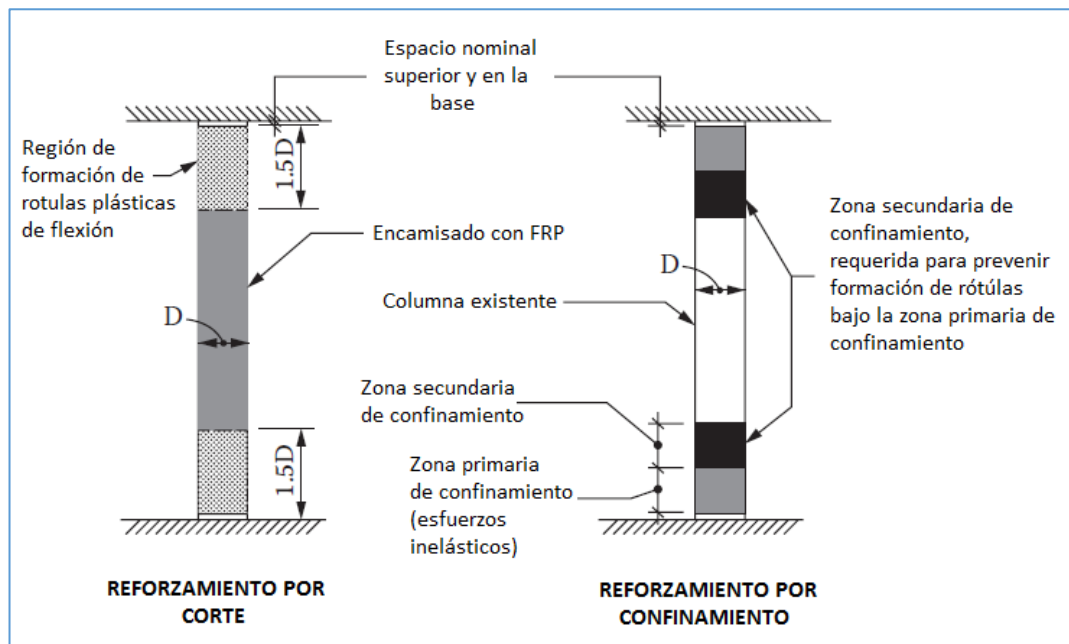 Espacio nominal
superior y en la
base
Región de
formación de
rotulas plásticas
de flexión
1.5D
Encamisado con FRP
D
Columna existente
D
Zona secundaria de
confinamiento,
requerida para prevenir
formación de rótúlas
bajo la zona primaria de
confinamiento
Zona secundaria
de confinamiento
1.5D
Zona primaria
de confinamiento
(esfuerzos
inelásticos)
REFORZAMIENTO POR
CORTE
REFORZAMIENTO POR
CONFINAMIENTO